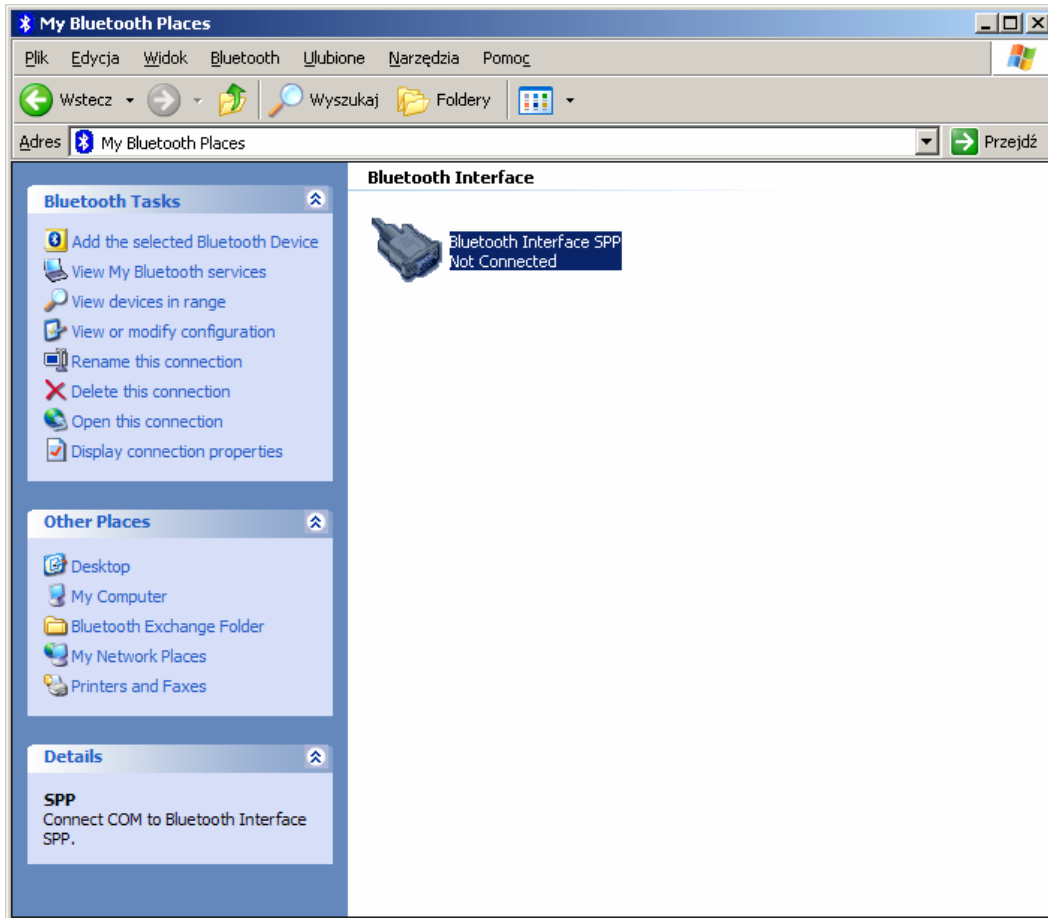 My Bluetooth Places
Plik Edycja Widok Bluetooth Ulubione Narzędzia Pomoc
Wstecz Wyszukaj Foldery
Adres My Bluetooth Places Przejdź
Bluetooth Tasks
Add the selected Bluetooth Device
View My Bluetooth services
View devices in range
View or modify configuration
Rename this connection
Delete this connection
Open this connection
Display connection properties
Other Places
Desktop
My Computer
Bluetooth Exchange Folder
My Network Places
Printers and Faxes
Details
SPP
Connect COM to Bluetooth Interface
SPP.
Bluetooth Interface
Bluetooth Interface SPP
Not Connected